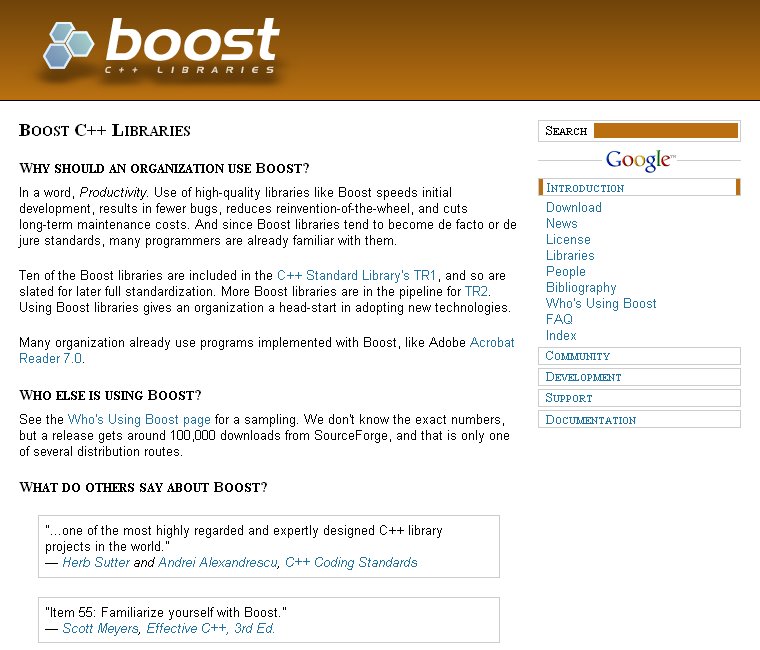 boost
C++ LIBRARIES
BOOST C++ LIBRARIES
WHY SHOULD AN ORGANIZATION USE BOOST?
In a word, Productivity. Use of high-quality libraries like Boost speeds initial
development, results in fewer bugs, reduces reinvention-of-the-wheel, and cuts
long-term maintenance costs. And since Boost libraries tend to become de facto or de
jure standards, many programmers are already familiar with them.
Ten of the Boost libraries are included in the C++ Standard Library's TR1, and so are
slated for later full standardization. More Boost libraries are in the pipeline for TR2.
Using Boost libraries gives an organization a head-start in adopting new technologies.
Many organization already use programs implemented with Boost, like Adobe Acrobat
Reader 7.0.
WHO ELSE IS USING BOOST?
See the Who's Using Boost page for a sampling. We don't know the exact numbers,
but a release gets around 100,000 downloads from SourceForge, and that is only one
of several distribution routes.
WHAT DO OTHERS SAY ABOUT BOOST?
"...one of the most highly regarded and expertly designed C++ library
projects in the world."
— Herb Sutter and Andrei Alexandrescu, C++ Coding Standards
"Item 55: Familiarize yourself with Boost."
— Scott Meyers, Effective C++, 3rd Ed.
SEARCH
Google™
INTRODUCTION
Download
News
License
Libraries
People
Bibliography
Who's Using Boost
FAQ
Index
COMMUNITY
DEVELOPMENT
SUPPORT
DOCUMENTATION